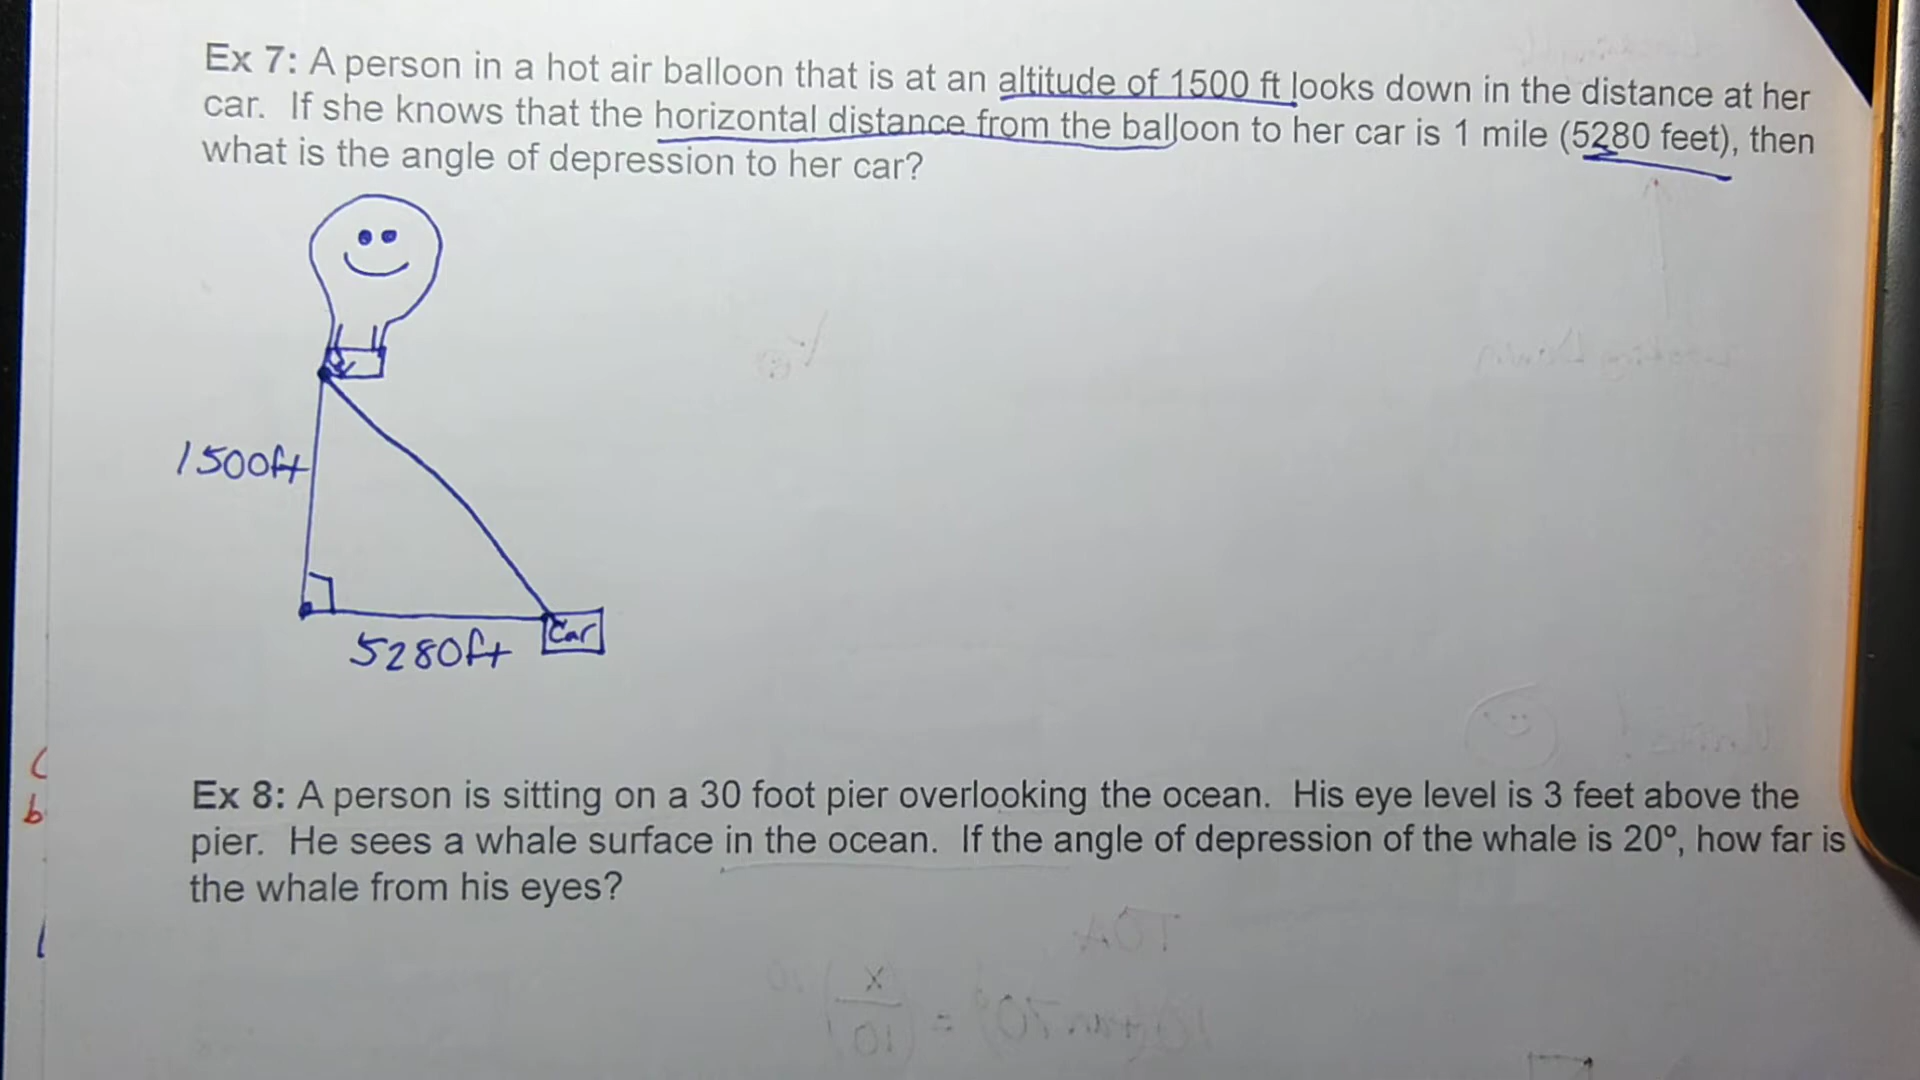 Ex 7: A person in a hot air balloon that is at an altitude of 1500 ft looks down in the distance at her
car. If she knows that the horizontal distance from the balloon to her car is 1 mile (5280 feet), then
what is the angle of depression to her car?
1500ft
5280ft
Car
Ex 8: A person is sitting on a 30 foot pier overlooking the ocean. His eye level is 3 feet above the
pier. He sees a whale surface in the ocean. If the angle of depression of the whale is 20º, how far is
the whale from his eyes?